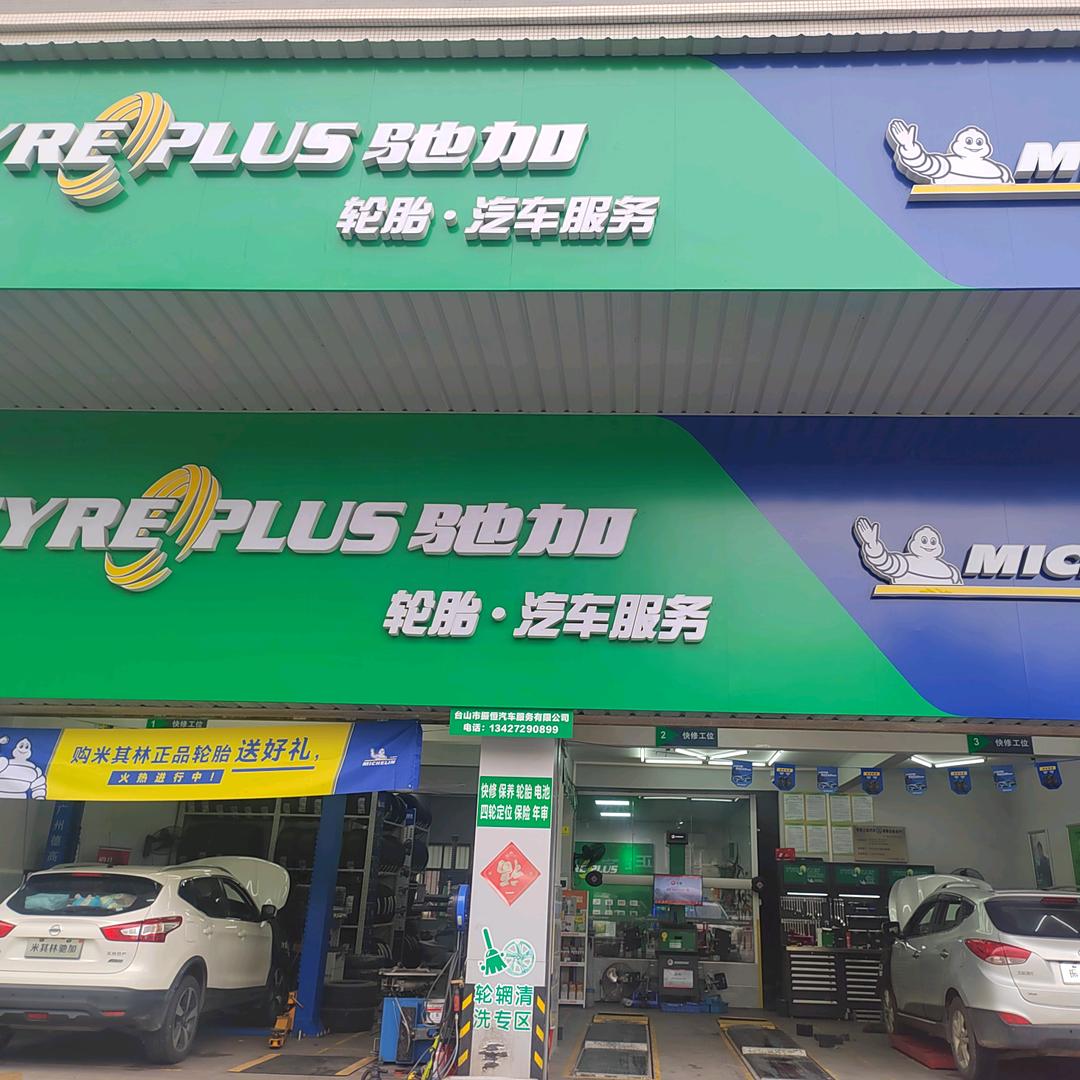 YRE PLUS 驰加
轮胎·汽车服务
M
TYRE PLUS 驰加
轮胎·汽车服务
MIC
台山市振恒汽车服务有限公司
电话：13427290899
1 快修工位
2 快修工位
3 快修工位
购米其林正品轮胎送好礼，
火热进行中！
MICHELIN
快修 保养 轮胎 电池
四轮定位 保险 年审
州德高
PLUS
米其林驰加
轮辋清
洗专区